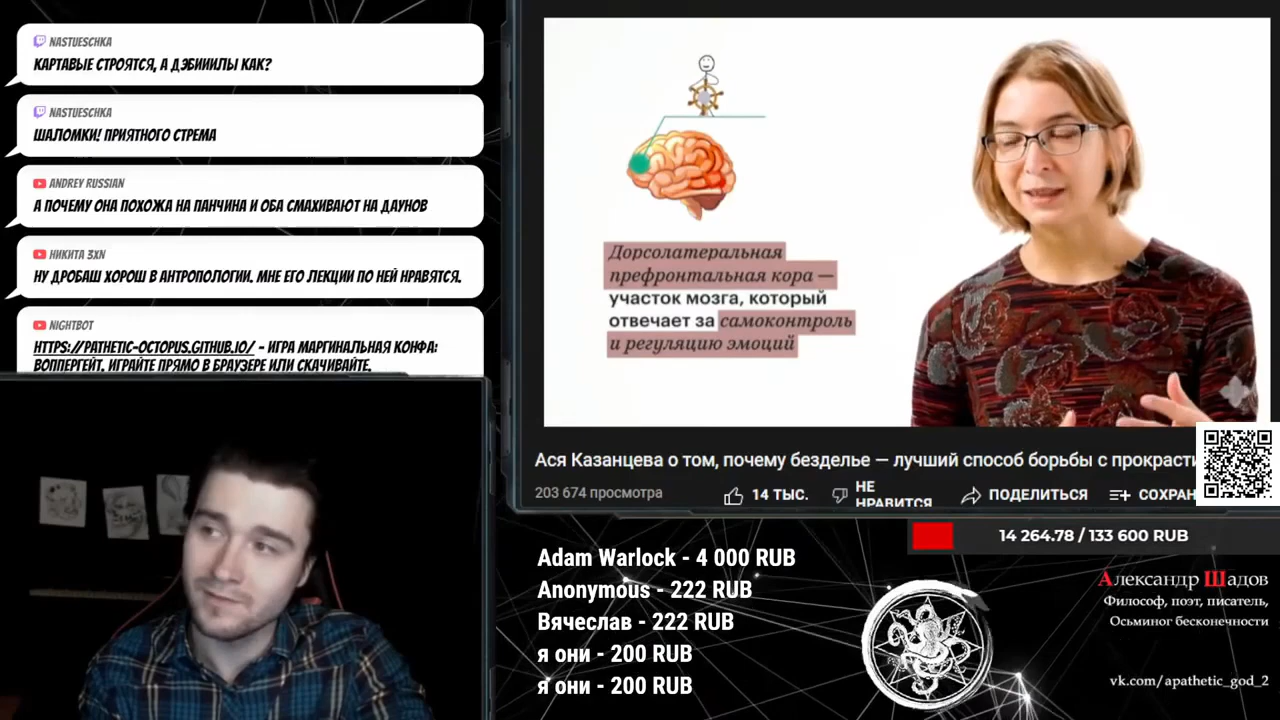 NASTUESCHKA
КАРТАВЫЕ СТРОЯТСЯ, А ДЭБИИИЛЫ КАК?
NASTUESCHKA
ШАЛОМКИ! ПРИЯТНОГО СТРЕМА
ANDREY RUSSIAN
А ПОЧЕМУ ОНА ПОХОЖА НА ПАНЧИНА И ОБА СМАХИВАЮТ НА ДАУНОВ
НИКИТА ЗХN
НУ ДРОБАШ ХОРОШ В АНТРОПОЛОГИИ. МНЕ ЕГО ЛЕКЦИИ ПО НЕЙ НРАВЯТСЯ.
NIGHTBOT
HTTPS://PATHETIC-OCTOPUS.GITHUB.IO/ - ИГРА МАРГИНАЛЬНАЯ КОНФА:
ВОППЕРГЕЙТ. ИГРАЙТЕ ПРЯМО В БРАУЗЕРЕ ИЛИ СКАЧИВАЙТЕ.
Дорсолатеральная
префронтальная кора —
участок мозга, который
отвечает за самоконтроль
и регуляцию эмоций
Ася Казанцева о том, почему безделье — лучший способ борьбы с прокрасти
203 674 просмотра
14 ТЫС.
НЕ
НРАВИТСЯ
ПОДЕЛИТЬСЯ
СОХРАН
14 264.78 / 133 600 RUB
Adam Warlock - 4 000 RUB
Anonymous - 222 RUB
Вячеслав - 222 RUB
я они - 200 RUB
я они - 200 RUB
Александр Шадов
Философ, поэт, писатель,
Осьминог бесконечности
vk.com/apathetic_god_2